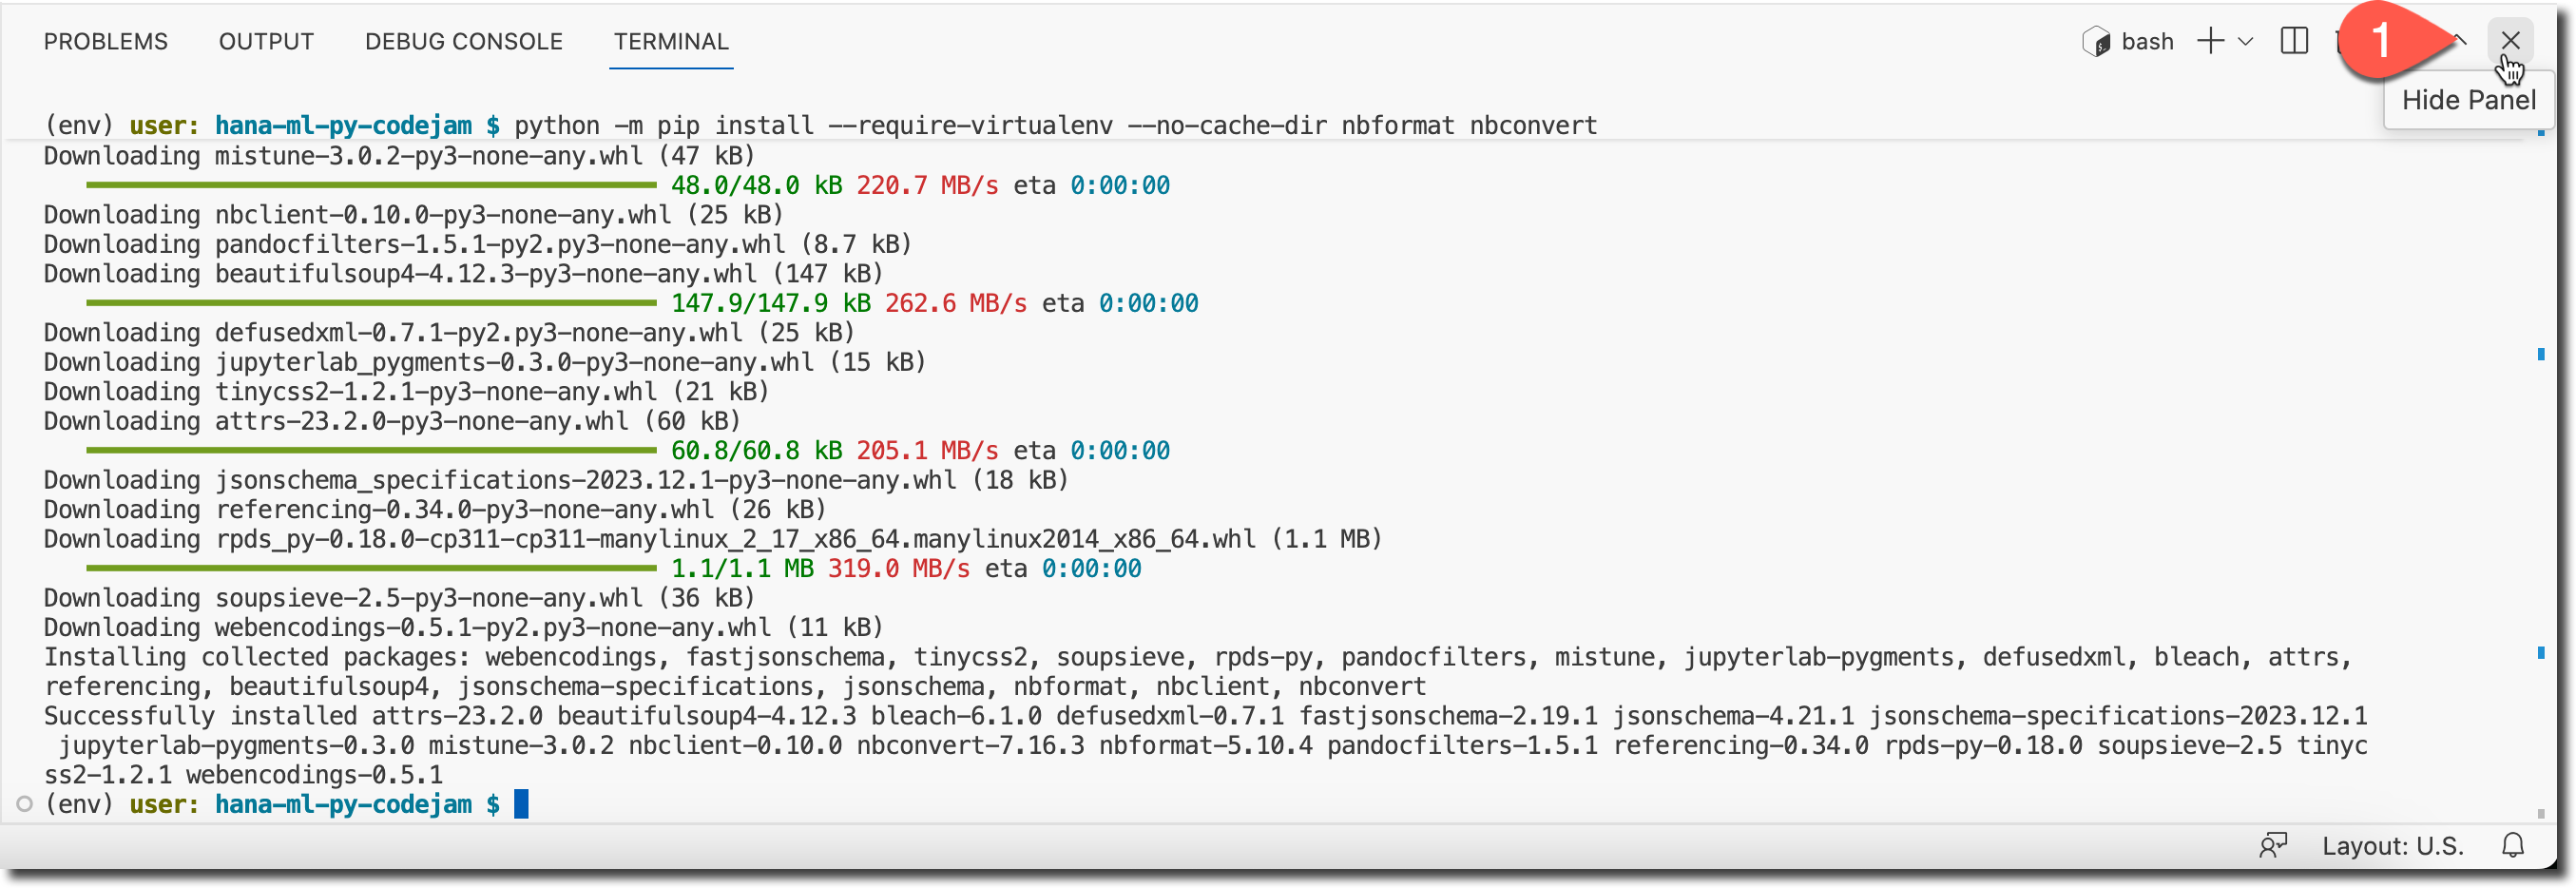 PROBLEMS OUTPUT DEBUG CONSOLE TERMINAL bash 1
Hide Panel
(env) user: hana-ml-py-codejam $ python -m pip install --require-virtualenv --no-cache-dir nbformat nbconvert
Downloading mistune-3.0.2-py3-none-any.whl (47 kB)
48.0/48.0 kB 220.7 MB/s eta 0:00:00
Downloading nbclient-0.10.0-py3-none-any.whl (25 kB)
Downloading pandocfilters-1.5.1-py2.py3-none-any.whl (8.7 kB)
Downloading beautifulsoup4-4.12.3-py3-none-any.whl (147 kB)
147.9/147.9 kB 262.6 MB/s eta 0:00:00
Downloading defusedxml-0.7.1-py2.py3-none-any.whl (25 kB)
Downloading jupyterlab_pygments-0.3.0-py3-none-any.whl (15 kB)
Downloading tinycss2-1.2.1-py3-none-any.whl (21 kB)
Downloading attrs-23.2.0-py3-none-any.whl (60 kB)
60.8/60.8 kB 205.1 MB/s eta 0:00:00
Downloading jsonschema_specifications-2023.12.1-py3-none-any.whl (18 kB)
Downloading referencing-0.34.0-py3-none-any.whl (26 kB)
Downloading rpds_py-0.18.0-cp311-cp311-manylinux_2_17_x86_64.manylinux2014_x86_64.whl (1.1 MB)
1.1/1.1 MB 319.0 MB/s eta 0:00:00
Downloading soupsieve-2.5-py3-none-any.whl (36 kB)
Downloading webencodings-0.5.1-py2.py3-none-any.whl (11 kB)
Installing collected packages: webencodings, fastjsonschema, tinycss2, soupsieve, rpds-py, pandocfilters, mistune, jupyterlab-pygments, defusedxml, bleach, attrs,
referencing, beautifulsoup4, jsonschema-specifications, jsonschema, nbformat, nbclient, nbconvert
Successfully installed attrs-23.2.0 beautifulsoup4-4.12.3 bleach-6.1.0 defusedxml-0.7.1 fastjsonschema-2.19.1 jsonschema-4.21.1 jsonschema-specifications-2023.12.1
jupyterlab-pygments-0.3.0 mistune-3.0.2 nbclient-0.10.0 nbconvert-7.16.3 nbformat-5.10.4 pandocfilters-1.5.1 referencing-0.34.0 rpds-py-0.18.0 soupsieve-2.5 tinyc
ss2-1.2.1 webencodings-0.5.1
(env) user: hana-ml-py-codejam $
Layout: U.S.